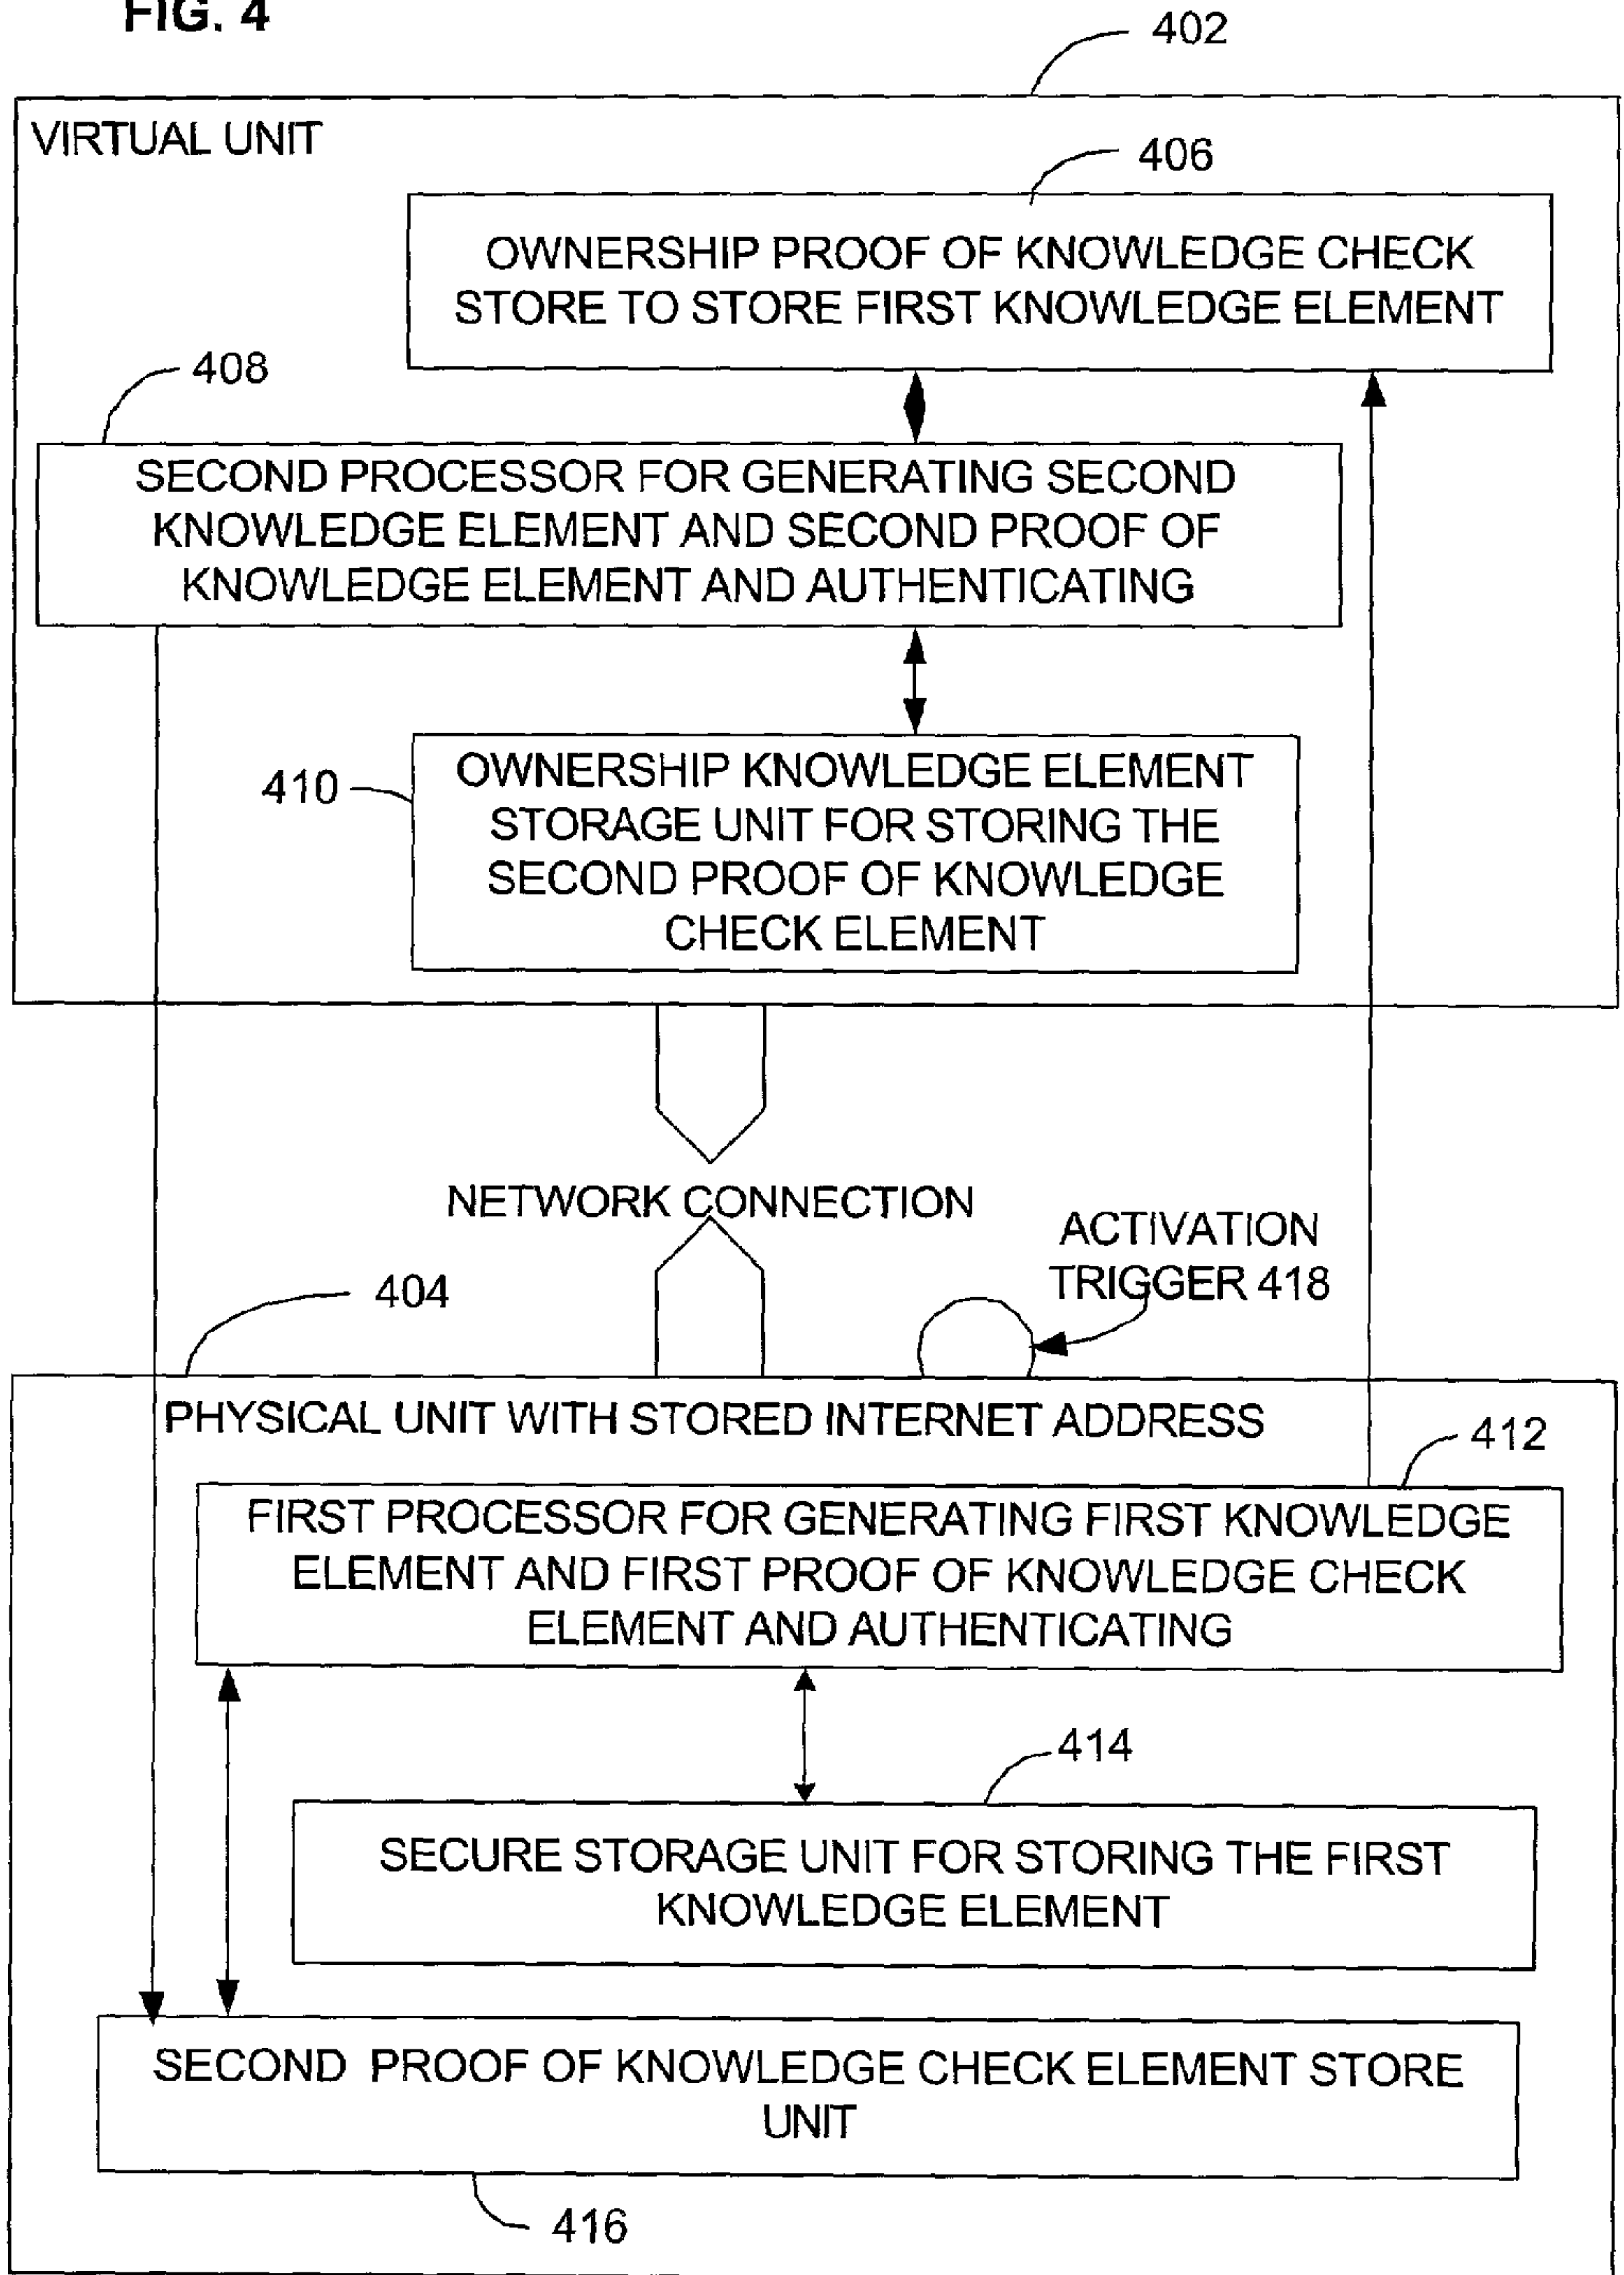 FIG. 4
402
VIRTUAL UNIT
406
OWNERSHIP PROOF OF KNOWLEDGE CHECK
STORE TO STORE FIRST KNOWLEDGE ELEMENT
408
SECOND PROCESSOR FOR GENERATING SECOND
KNOWLEDGE ELEMENT AND SECOND PROOF OF
KNOWLEDGE ELEMENT AND AUTHENTICATING
410
OWNERSHIP KNOWLEDGE ELEMENT
STORAGE UNIT FOR STORING THE
SECOND PROOF OF KNOWLEDGE
CHECK ELEMENT
NETWORK CONNECTION
ACTIVATION
TRIGGER 418
404
PHYSICAL UNIT WITH STORED INTERNET ADDRESS
412
FIRST PROCESSOR FOR GENERATING FIRST KNOWLEDGE
ELEMENT AND FIRST PROOF OF KNOWLEDGE CHECK
ELEMENT AND AUTHENTICATING
414
SECURE STORAGE UNIT FOR STORING THE FIRST
KNOWLEDGE ELEMENT
SECOND PROOF OF KNOWLEDGE CHECK ELEMENT STORE
UNIT
416